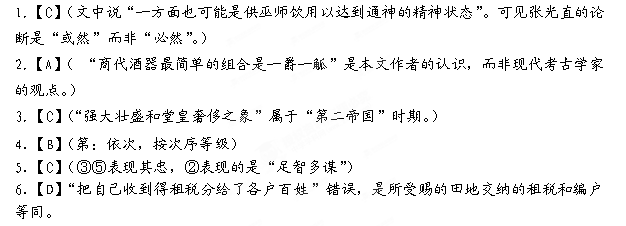 1.【C】(文中说“一方面也可能是供巫师饮用以达到通神的精神状态”。可见张光直的论
断是“或然”而非“必然”。)
2.【A】( “商代酒器最简单的组合是一爵一觚”是本文作者的认识，而非现代考古学家
的观点。)
3.【C】(“强大壮盛和堂皇奢侈之象”属于“第二帝国”时期。)
4.【B】(第：依次，按次序等级)
5.【C】(③⑤表现其忠，②表现的是“足智多谋”)
6.【D】“把自己收到得租税分给了各户百姓”错误，是所受赐的田地交纳的租税和编户
等同。